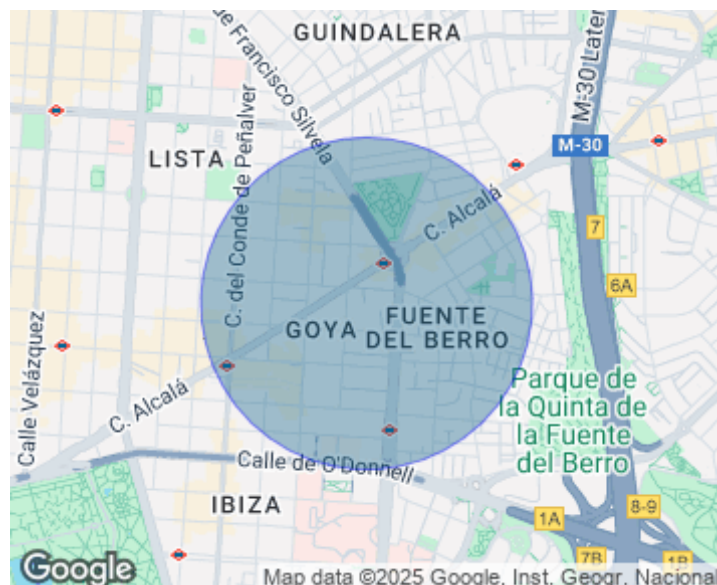 GUINDALERA
de Francisco Silvela
M-30 Later
LISTA
C. del Conde de Peñalver
M-30
C. Alcalá
7
6A
GOYA
FUENTE
DEL BERRO
Calle Velázquez
C. Alcalá
Parque de
la Quinta de
la Fuente
del Berro
Calle de O'Donnell
IBIZA
8-9
1A
7B
1B
Google
Map data ©2025 Google, Inst. Geogr. Nacional